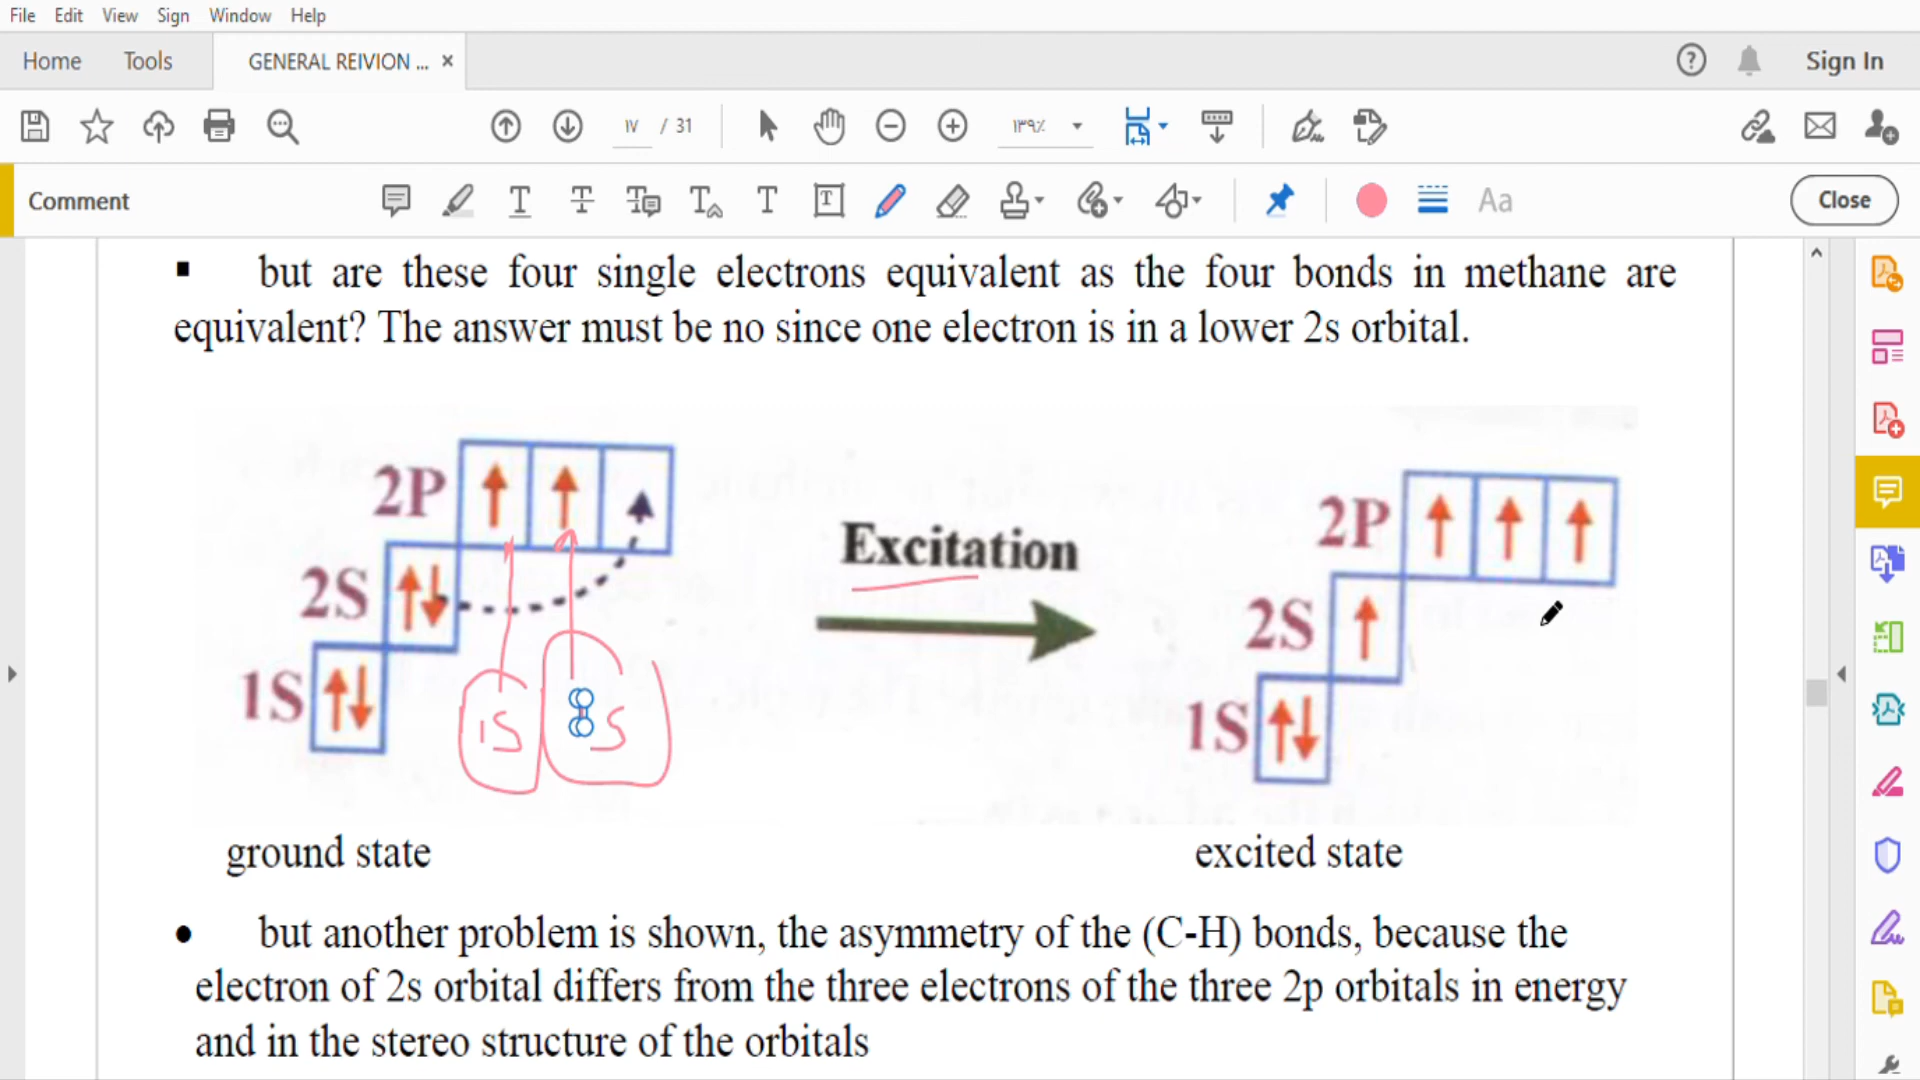 File Edit View Sign Window Help
Home Tools GENERAL REIVION ... × Sign In
١٧ / 31 ١٣٩٪
Comment Aa Close
▪ but are these four single electrons equivalent as the four bonds in methane are
equivalent? The answer must be no since one electron is in a lower 2s orbital.
2P
2S
1S
1S
S
Excitation
2P
2S
1S
ground state
excited state
• but another problem is shown, the asymmetry of the (C-H) bonds, because the
electron of 2s orbital differs from the three electrons of the three 2p orbitals in energy
and in the stereo structure of the orbitals